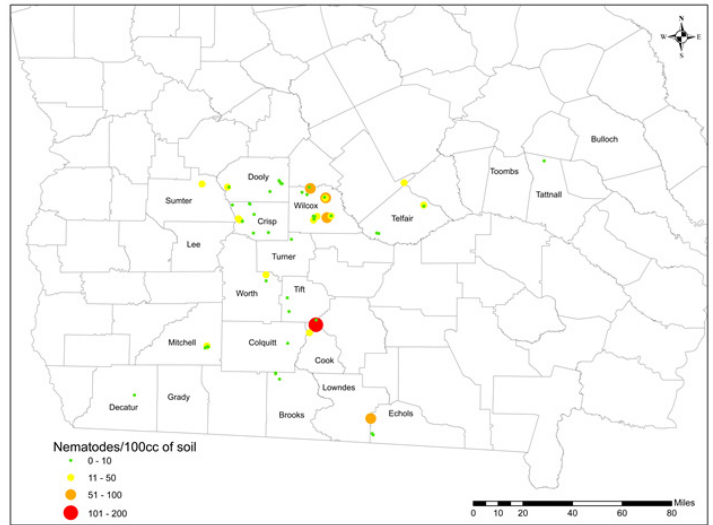 N
W E
S
Bulloch
Dooly
Toombs
Tattnall
Sumter
Wilcox
Telfair
Crisp
Lee
Turner
Worth
Tift
Mitchell
Colquitt
Cook
Lowndes
Decatur
Grady
Brooks
Echols
Nematodes/100cc of soil
0 - 10
11 - 50
51 - 100
101 - 200
Miles
0 10 20 40 60 80